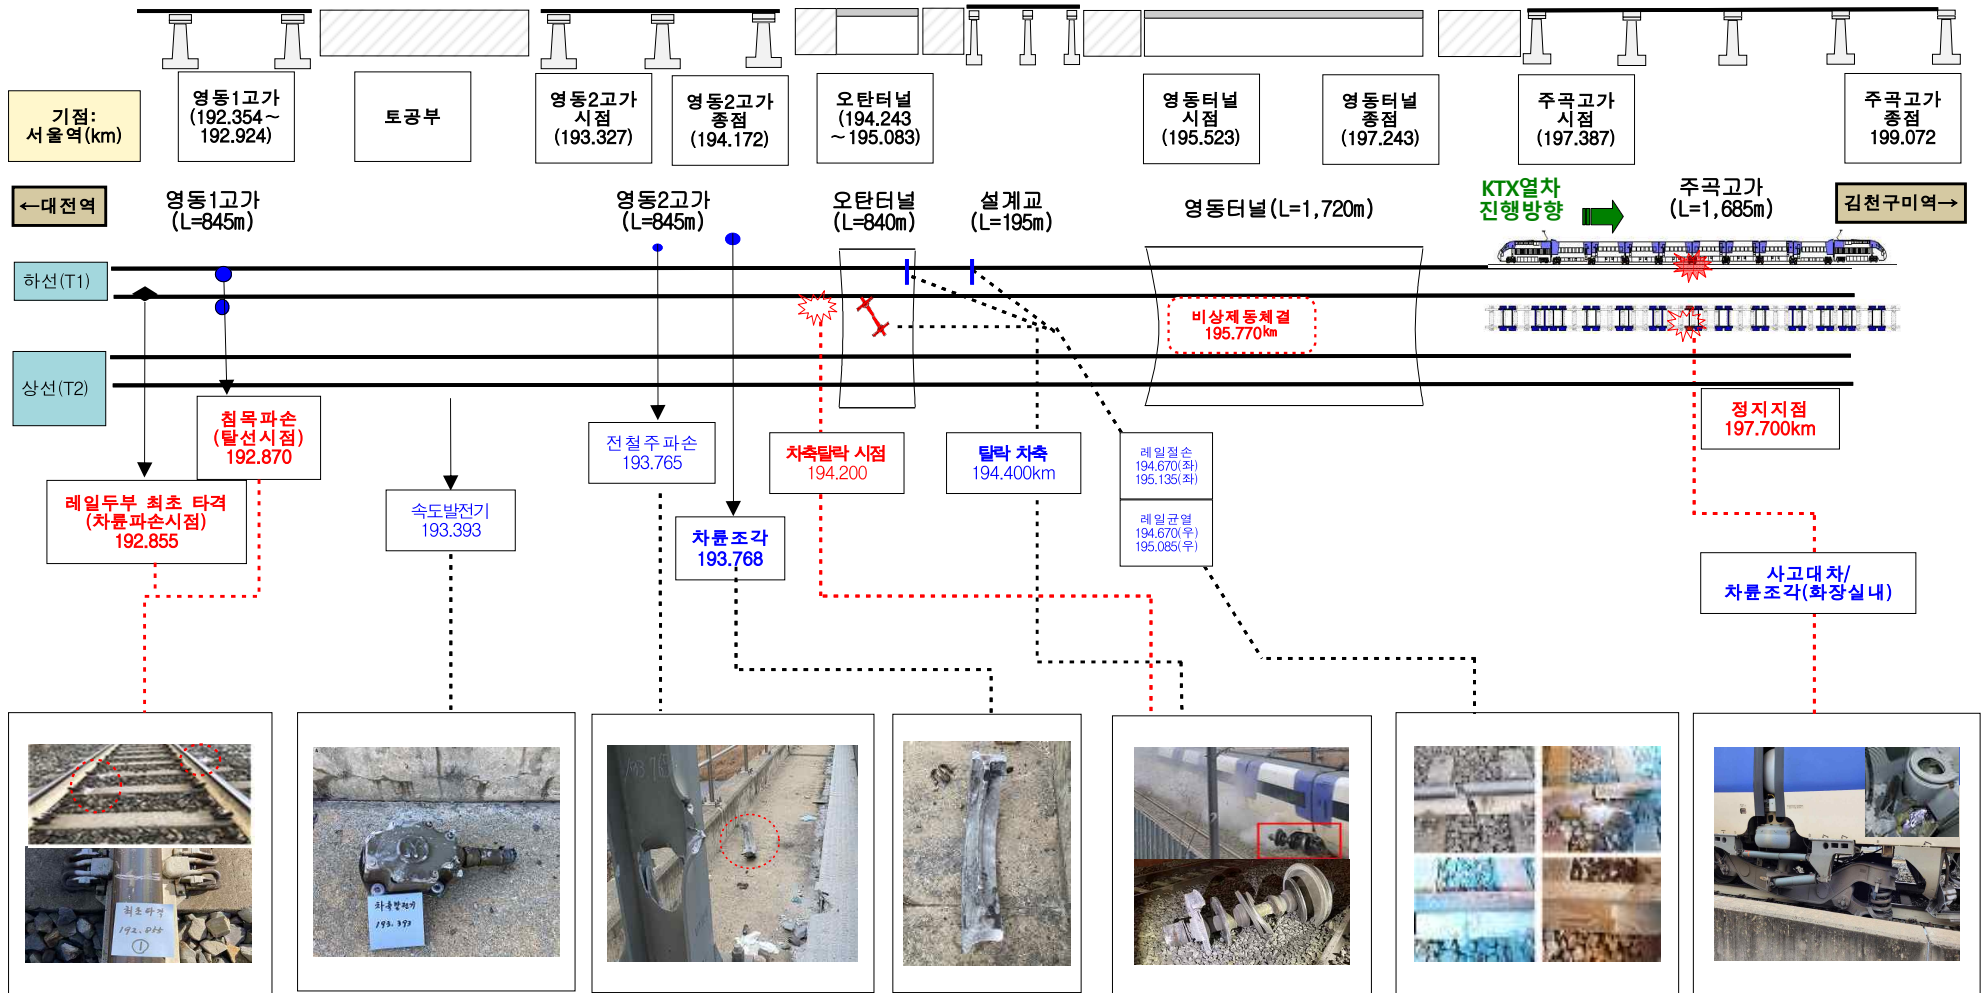 기점:
서울역(km)
영동1고가
(192.354~
192.924)
토공부
영동2고가
시점
(193.327)
영동2고가
종점
(194.172)
오탄터널
(194.243
~195.083)
영동터널
시점
(195.523)
영동터널
종점
(197.243)
주곡고가
시점
(197.387)
주곡고가
종점
199.072
←대전역
영동1고가
(L=845m)
영동2고가
(L=845m)
오탄터널
(L=840m)
설계교
(L=195m)
영동터널(L=1,720m)
KTX열차
진행방향
주곡고가
(L=1,685m)
김천구미역→
하선(T1)
비상제동체결
195.770km
상선(T2)
침목파손
(탈선시점)
192.870
레일두부 최초 타격
(차륜파손시점)
192.855
속도발전기
193.393
전철주파손
193.765
차륜조각
193.768
차축탈락 시점
194.200
탈락 차축
194.400km
레일절손
194.670(좌)
195.135(좌)
레일균열
194.670(우)
195.085(우)
정지지점
197.700km
사고대차/
차륜조각(화장실내)
최초타격
192.855
①
193.393